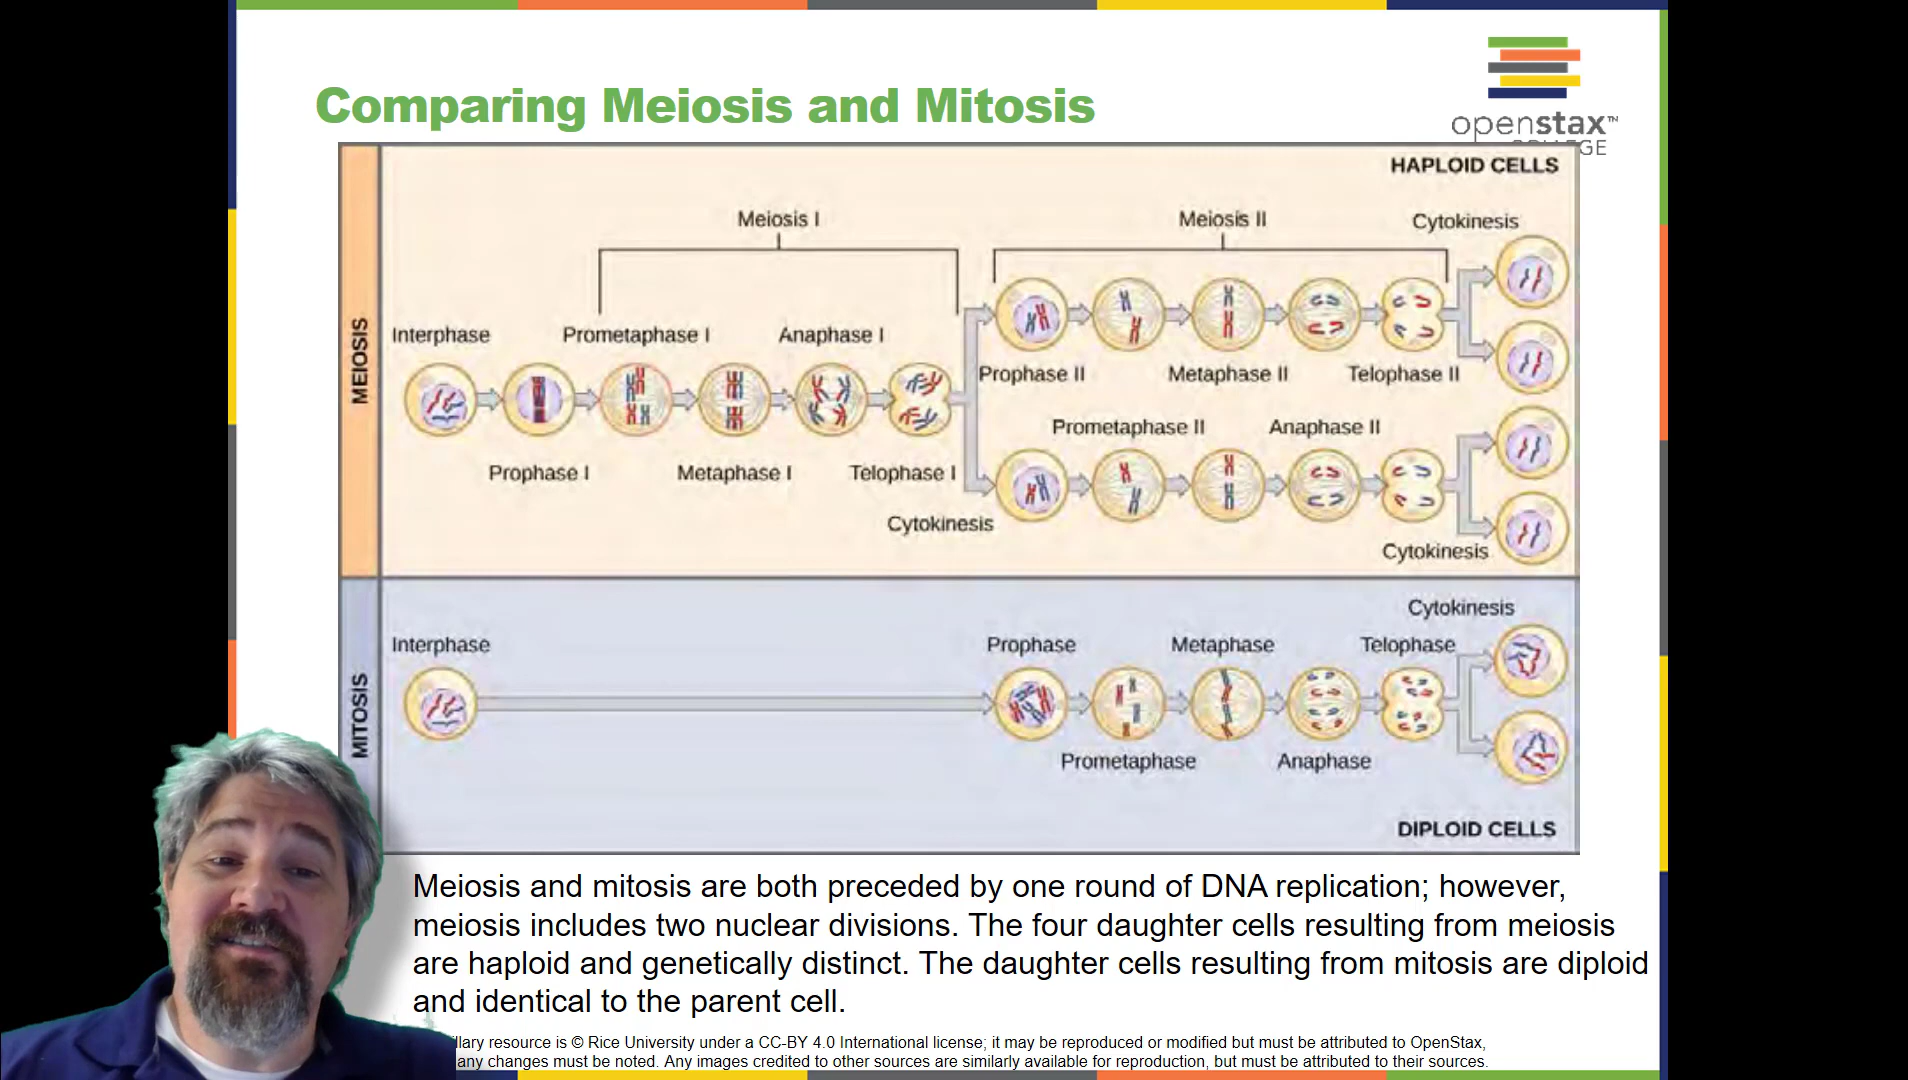 Comparing Meiosis and Mitosis
openstax™
GE
HAPLOID CELLS
MEIOSIS
Meiosis I
Meiosis II
Cytokinesis
Interphase
Prometaphase I
Anaphase I
Prophase II
Metaphase II
Telophase II
Prometaphase II
Anaphase II
Prophase I
Metaphase I
Telophase I
Cytokinesis
Cytokinesis
MITOSIS
Cytokinesis
Interphase
Prophase
Metaphase
Telophase
Prometaphase
Anaphase
DIPLOID CELLS
Meiosis and mitosis are both preceded by one round of DNA replication; however,
meiosis includes two nuclear divisions. The four daughter cells resulting from meiosis
are haploid and genetically distinct. The daughter cells resulting from mitosis are diploid
and identical to the parent cell.
llary resource is © Rice University under a CC-BY 4.0 International license; it may be reproduced or modified but must be attributed to OpenStax,
any changes must be noted. Any images credited to other sources are similarly available for reproduction, but must be attributed to their sources.